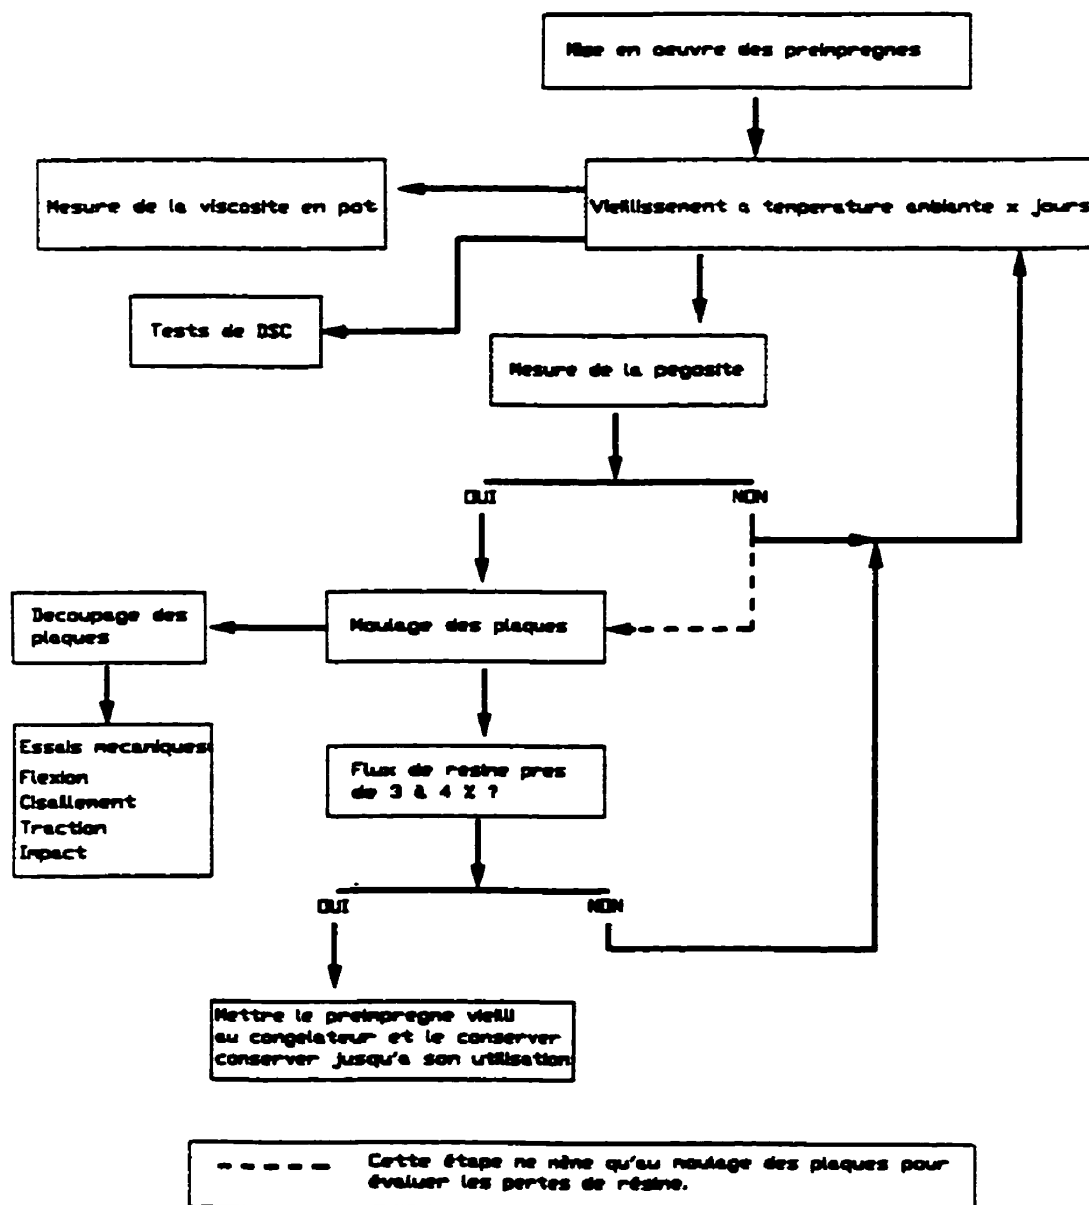 Mise en oeuvre des preimpregnes
Mesure de la viscosite en pot
Vieillissement a temperature ambiante x jours
Tests de DSC
Mesure de la pegosite
OUI
NON
Decoupage des
plaques
Moulage des plaques
Essais mecaniques:
Flexion
Cisaillement
Traction
Impact
Flux de resine pres
de 3 à 4 % ?
OUI
NON
Mettre le preimpregne vieilli
au congelateur et le conserver
conserver jusqu'a son utilisation
Cette étape ne mène qu'au moulage des plaques pour
évaluer les pertes de résine.